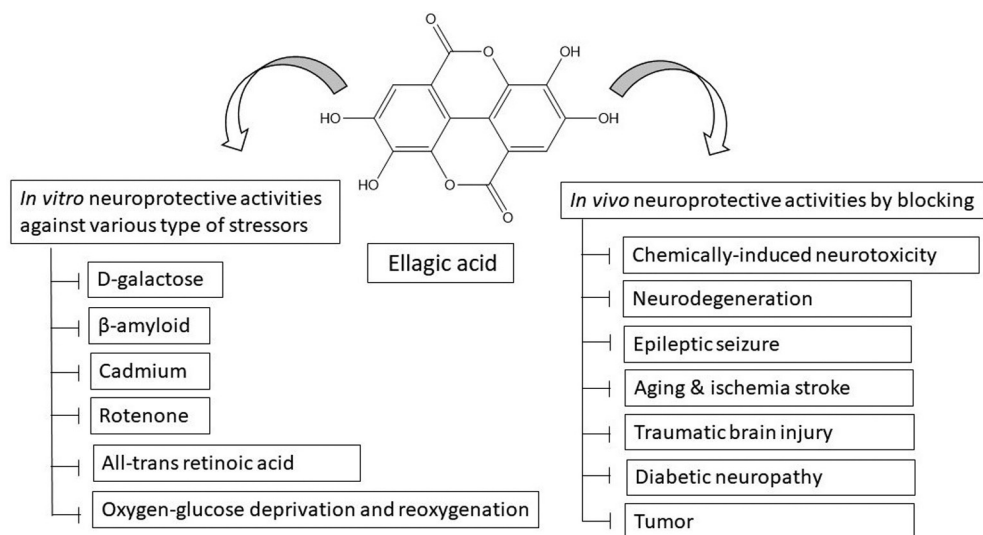 O
O
OH
OH
HO
HO
O
O
In vitro neuroprotective activities
against various type of stressors
D-galactose
β-amyloid
Cadmium
Rotenone
All-trans retinoic acid
Oxygen-glucose deprivation and reoxygenation
Ellagic acid
In vivo neuroprotective activities by blocking
Chemically-induced neurotoxicity
Neurodegeneration
Epileptic seizure
Aging & ischemia stroke
Traumatic brain injury
Diabetic neuropathy
Tumor